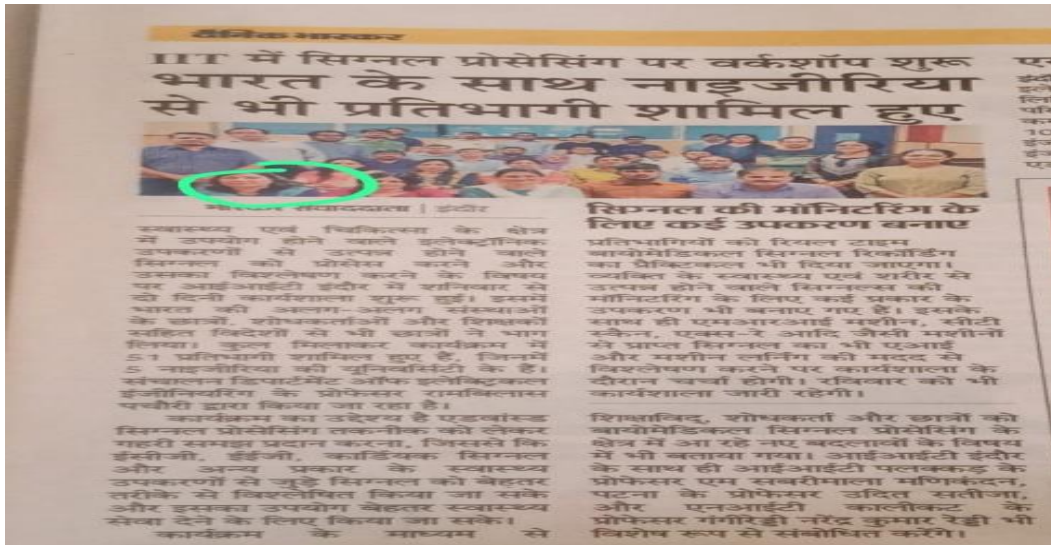 दैनिक भास्कर
IIT में सिग्नल प्रोसेसिंग पर वर्कशॉप शुरू
भारत के साथ नाइजीरिया
से भी प्रतिभागी शामिल हुए
भास्कर संवाददाता | इंदौर
स्वास्थ्य एवं चिकित्सा के क्षेत्र
में उपयोग होने वाले इलेक्ट्रॉनिक
उपकरणों से उत्पन्न होने वाले
सिग्नल को प्रोसेस करने और
उसका विश्लेषण करने के विषय
पर आईआईटी इंदौर में शनिवार से
दो दिनी कार्यशाला शुरू हुई। इसमें
भारत की अलग-अलग संस्थाओं
के छात्रों, शोधकर्ताओं और शिक्षकों
सहित विदेशों से भी छात्रों ने भाग
लिया। कुल मिलाकर कार्यक्रम में
51 प्रतिभागी शामिल हुए हैं, जिनमें
5 नाइजीरिया की यूनिवर्सिटी के हैं।
संचालन डिपार्टमेंट ऑफ इलेक्ट्रिकल
इंजीनियरिंग के प्रोफेसर रामबिलास
पचौरी द्वारा किया जा रहा है।
कार्यक्रम का उद्देश्य है एडवांस्ड
सिग्नल प्रोसेसिंग तकनीक को लेकर
गहरी समझ प्रदान करना, जिससे कि
ईसीजी, ईईजी, कार्डियक सिग्नल
और अन्य प्रकार के स्वास्थ्य
उपकरणों से जुड़े सिग्नल को बेहतर
तरीके से विश्लेषित किया जा सके
और इसका उपयोग बेहतर स्वास्थ्य
सेवा देने के लिए किया जा सके।
कार्यक्रम के माध्यम से
सिग्नल की मॉनिटरिंग के
लिए कई उपकरण बनाए
प्रतिभागियों को रियल टाइम
बायोमेडिकल सिग्नल रिकॉर्डिंग
का प्रैक्टिकल भी दिया जाएगा।
व्यक्ति के स्वास्थ्य एवं शरीर से
उत्पन्न होने वाले सिग्नल्स की
मॉनिटरिंग के लिए कई प्रकार के
उपकरण भी बनाए गए हैं। इसके
साथ ही एमआरआई मशीन, सीटी
स्कैन, एक्स-रे आदि जैसी मशीनों
से प्राप्त सिग्नल का भी एआई
और मशीन लर्निंग की मदद से
विश्लेषण करने पर कार्यशाला के
दौरान चर्चा होगी। रविवार को भी
कार्यशाला जारी रहेगी।
शिक्षाविद्, शोधकर्ता और छात्रों को
बायोमेडिकल सिग्नल प्रोसेसिंग के
क्षेत्र में आ रहे नए बदलावों के विषय
में भी बताया गया। आईआईटी इंदौर
के साथ ही आईआईटी पलक्कड़ के
प्रोफेसर एम सबरीमाला मणिकंदन,
पटना के प्रोफेसर उदित सतीजा,
और एनआईटी कालीकट के
प्रोफेसर गंगीरेड्डी नरेंद्र कुमार रेड्डी भी
विशेष रूप से संबोधित करेंगे।